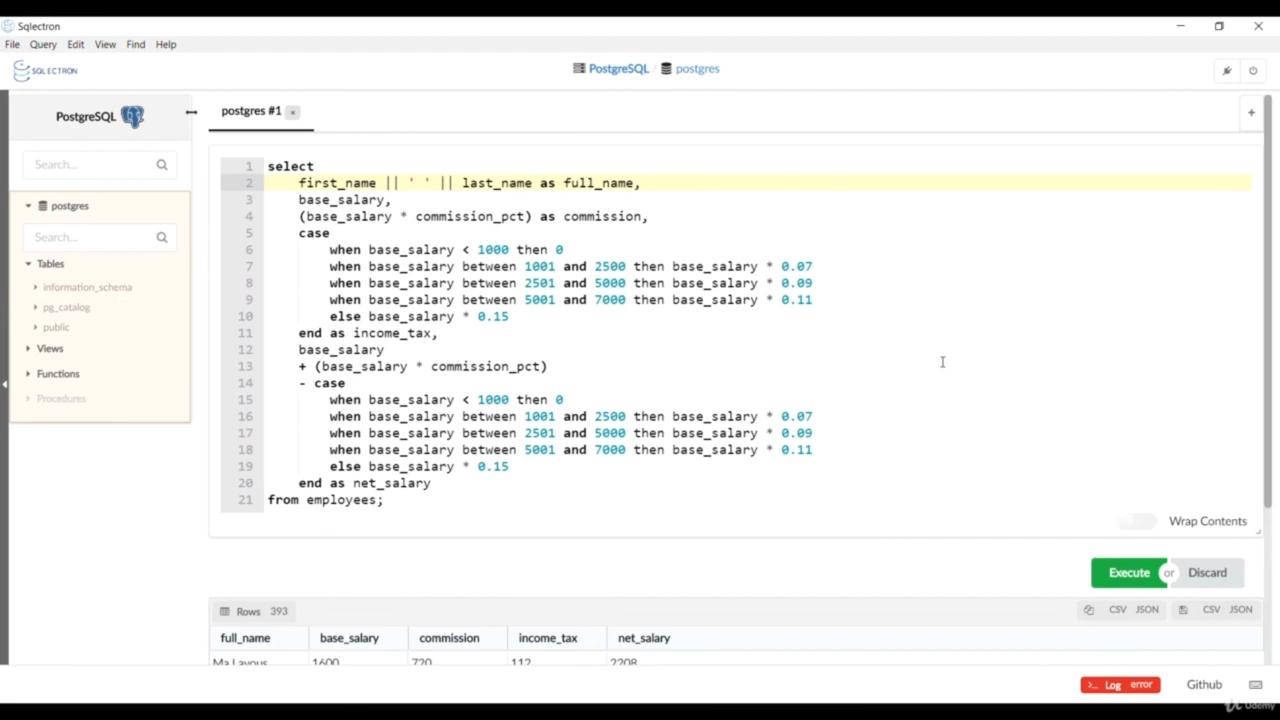 Sqlectron
File Query Edit View Find Help
SQLECTRON
PostgreSQL / postgres
PostgreSQL
postgres #1 ×
+
Search...
postgres
Search...
Tables
information_schema
pg_catalog
public
Views
Functions
Procedures
1 select
2 first_name || ' ' || last_name as full_name,
3 base_salary,
4 (base_salary * commission_pct) as commission,
5 case
6 when base_salary < 1000 then 0
7 when base_salary between 1001 and 2500 then base_salary * 0.07
8 when base_salary between 2501 and 5000 then base_salary * 0.09
9 when base_salary between 5001 and 7000 then base_salary * 0.11
10 else base_salary * 0.15
11 end as income_tax,
12 base_salary
13 + (base_salary * commission_pct)
14 - case
15 when base_salary < 1000 then 0
16 when base_salary between 1001 and 2500 then base_salary * 0.07
17 when base_salary between 2501 and 5000 then base_salary * 0.09
18 when base_salary between 5001 and 7000 then base_salary * 0.11
19 else base_salary * 0.15
20 end as net_salary
21 from employees;
Wrap Contents
Execute or Discard
Rows 393
CSV JSON CSV JSON
full_name base_salary commission income_tax net_salary
Ma Layous 1600 720 112 2208
>_ Log error Github
Udemy